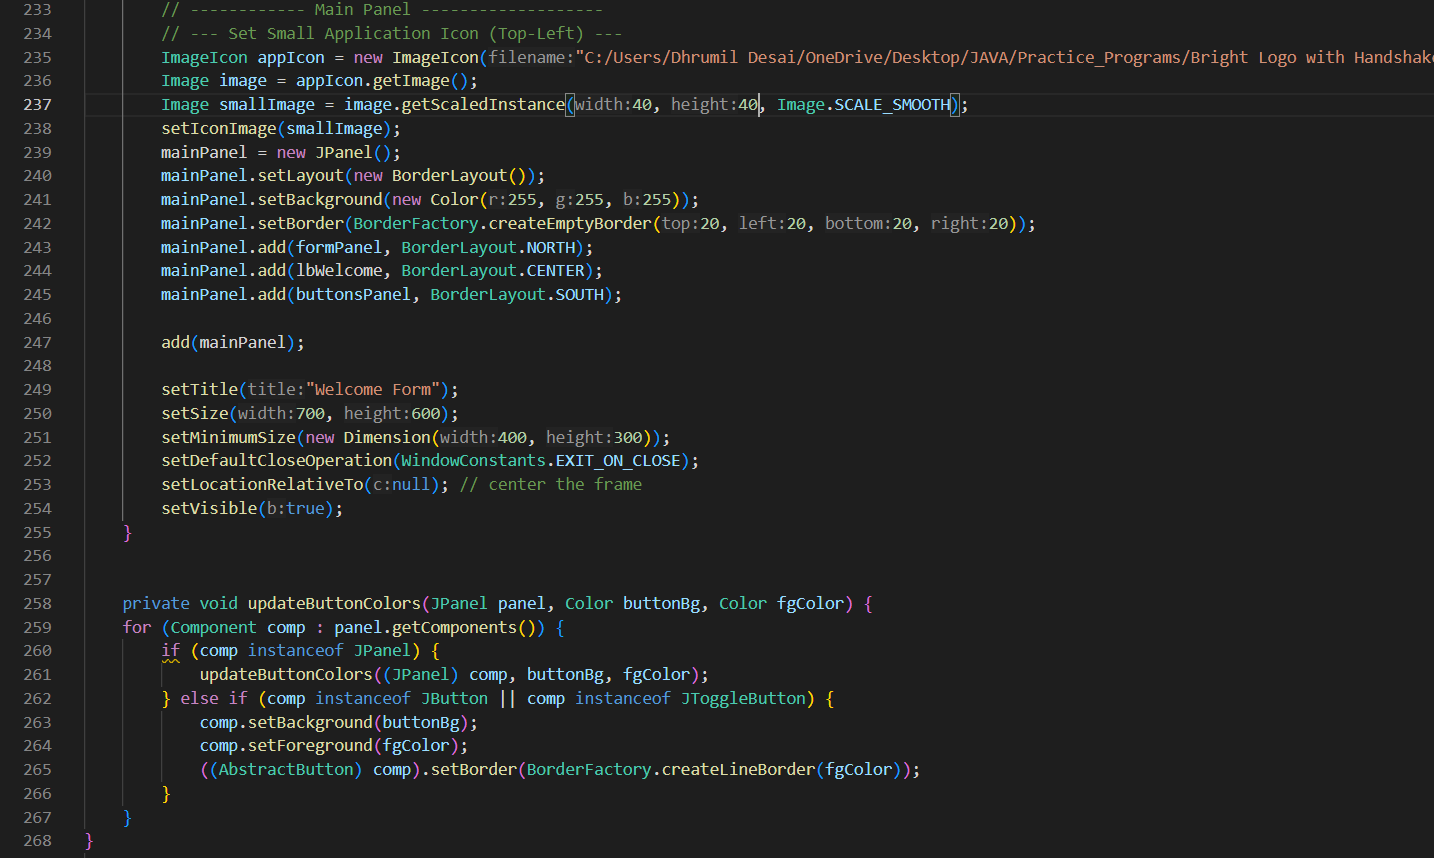 233 // ------------ Main Panel -------------------
234 // --- Set Small Application Icon (Top-Left) ---
235 ImageIcon appIcon = new ImageIcon(filename:"C:/Users/Dhrumil Desai/OneDrive/Desktop/JAVA/Practice_Programs/Bright Logo with Handshake
236 Image image = appIcon.getImage();
237 Image smallImage = image.getScaledInstance(width:40, height:40, Image.SCALE_SMOOTH);
238 setIconImage(smallImage);
239 mainPanel = new JPanel();
240 mainPanel.setLayout(new BorderLayout());
241 mainPanel.setBackground(new Color(r:255, g:255, b:255));
242 mainPanel.setBorder(BorderFactory.createEmptyBorder(top:20, left:20, bottom:20, right:20));
243 mainPanel.add(formPanel, BorderLayout.NORTH);
244 mainPanel.add(lbWelcome, BorderLayout.CENTER);
245 mainPanel.add(buttonsPanel, BorderLayout.SOUTH);
246
247 add(mainPanel);
248
249 setTitle(title:"Welcome Form");
250 setSize(width:700, height:600);
251 setMinimumSize(new Dimension(width:400, height:300));
252 setDefaultCloseOperation(WindowConstants.EXIT_ON_CLOSE);
253 setLocationRelativeTo(c:null); // center the frame
254 setVisible(b:true);
255 }
256
257
258 private void updateButtonColors(JPanel panel, Color buttonBg, Color fgColor) {
259 for (Component comp : panel.getComponents()) {
260 if (comp instanceof JPanel) {
261 updateButtonColors((JPanel) comp, buttonBg, fgColor);
262 } else if (comp instanceof JButton || comp instanceof JToggleButton) {
263 comp.setBackground(buttonBg);
264 comp.setForeground(fgColor);
265 ((AbstractButton) comp).setBorder(BorderFactory.createLineBorder(fgColor));
266 }
267 }
268 }